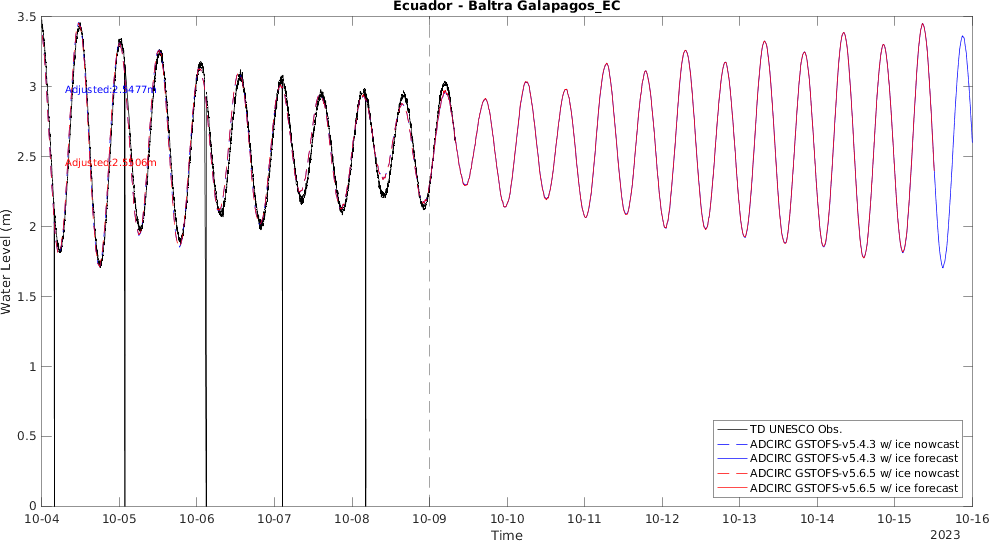 Ecuador - Baltra Galapagos_EC
3.5
3
2.5
2
1.5
1
0.5
0
Water Level (m)
Adjusted:2.5477m
Adjusted:2.5506m
TD UNESCO Obs.
ADCIRC GSTOFS-v5.4.3 w/ ice nowcast
ADCIRC GSTOFS-v5.4.3 w/ ice forecast
ADCIRC GSTOFS-v5.6.5 w/ ice nowcast
ADCIRC GSTOFS-v5.6.5 w/ ice forecast
10-04 10-05 10-06 10-07 10-08 10-09 10-10 10-11 10-12 10-13 10-14 10-15 10-16
Time
2023